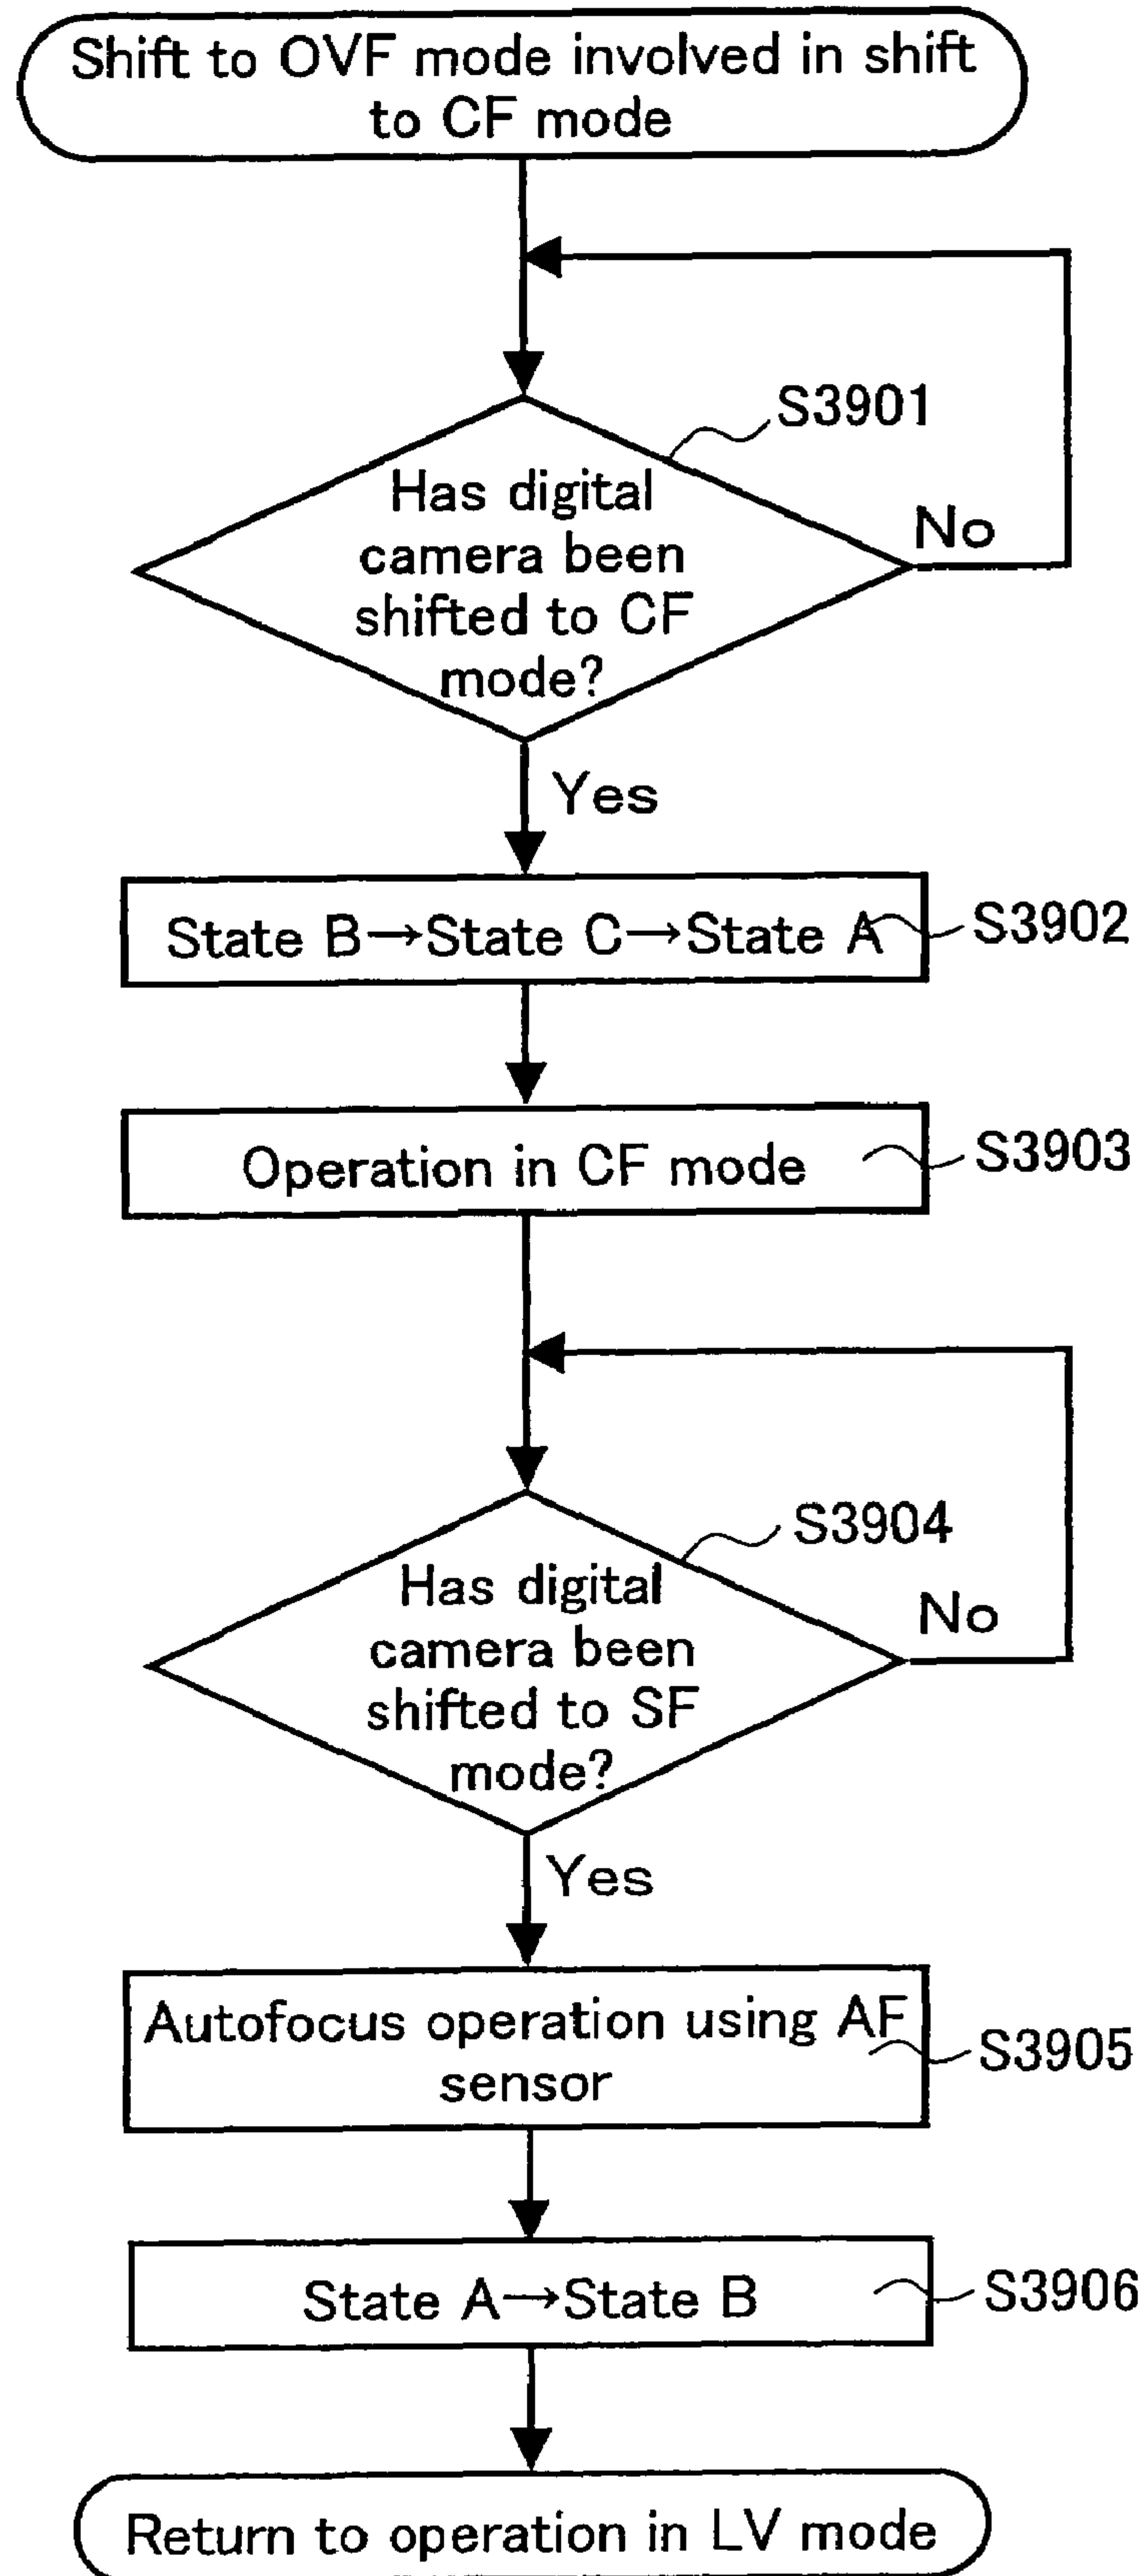 Shift to OVF mode involved in shift
to CF mode
S3901
Has digital
camera been
shifted to CF
mode?
No
Yes
State B→State C→State A
S3902
Operation in CF mode
S3903
S3904
Has digital
camera been
shifted to SF
mode?
No
Yes
Autofocus operation using AF
sensor
S3905
State A→State B
S3906
Return to operation in LV mode